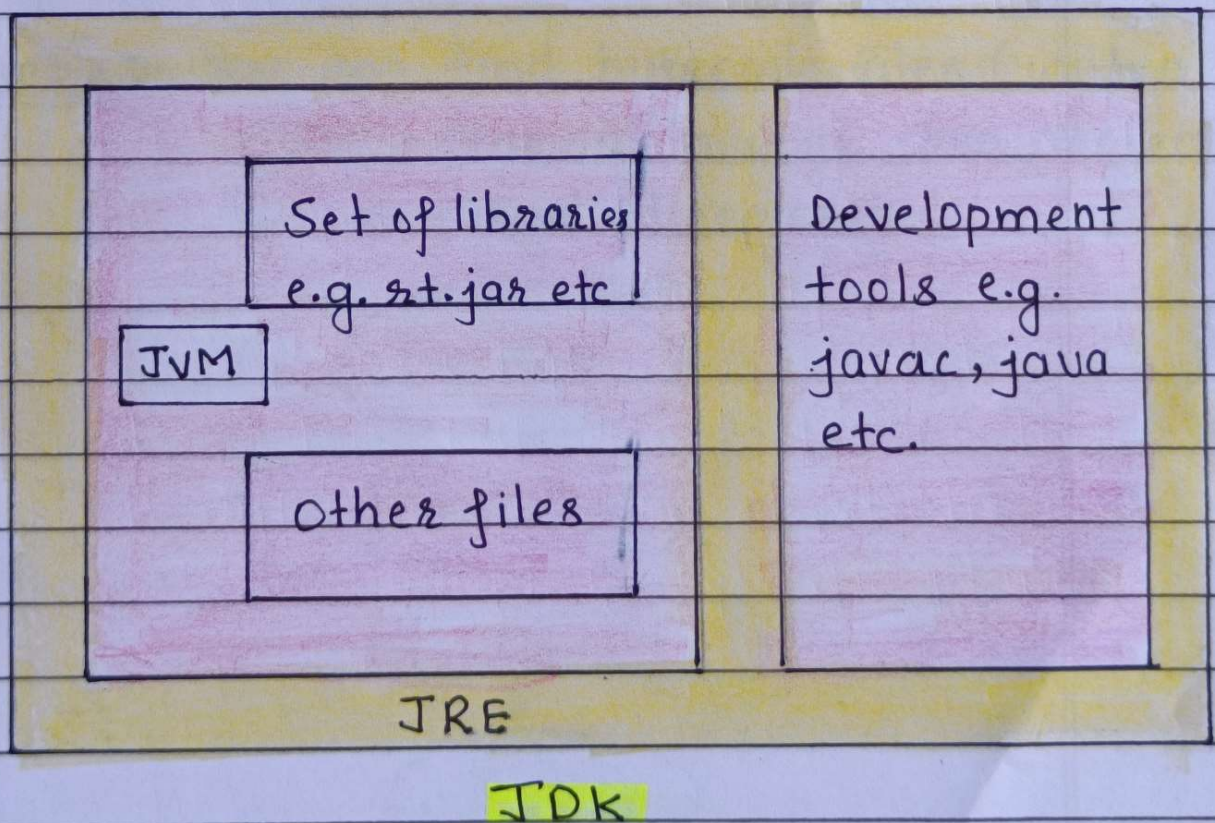 Set of libraries
e.g. rt.jar etc
JVM
Other files
Development
tools e.g.
javac, java
etc.
JRE
JDK